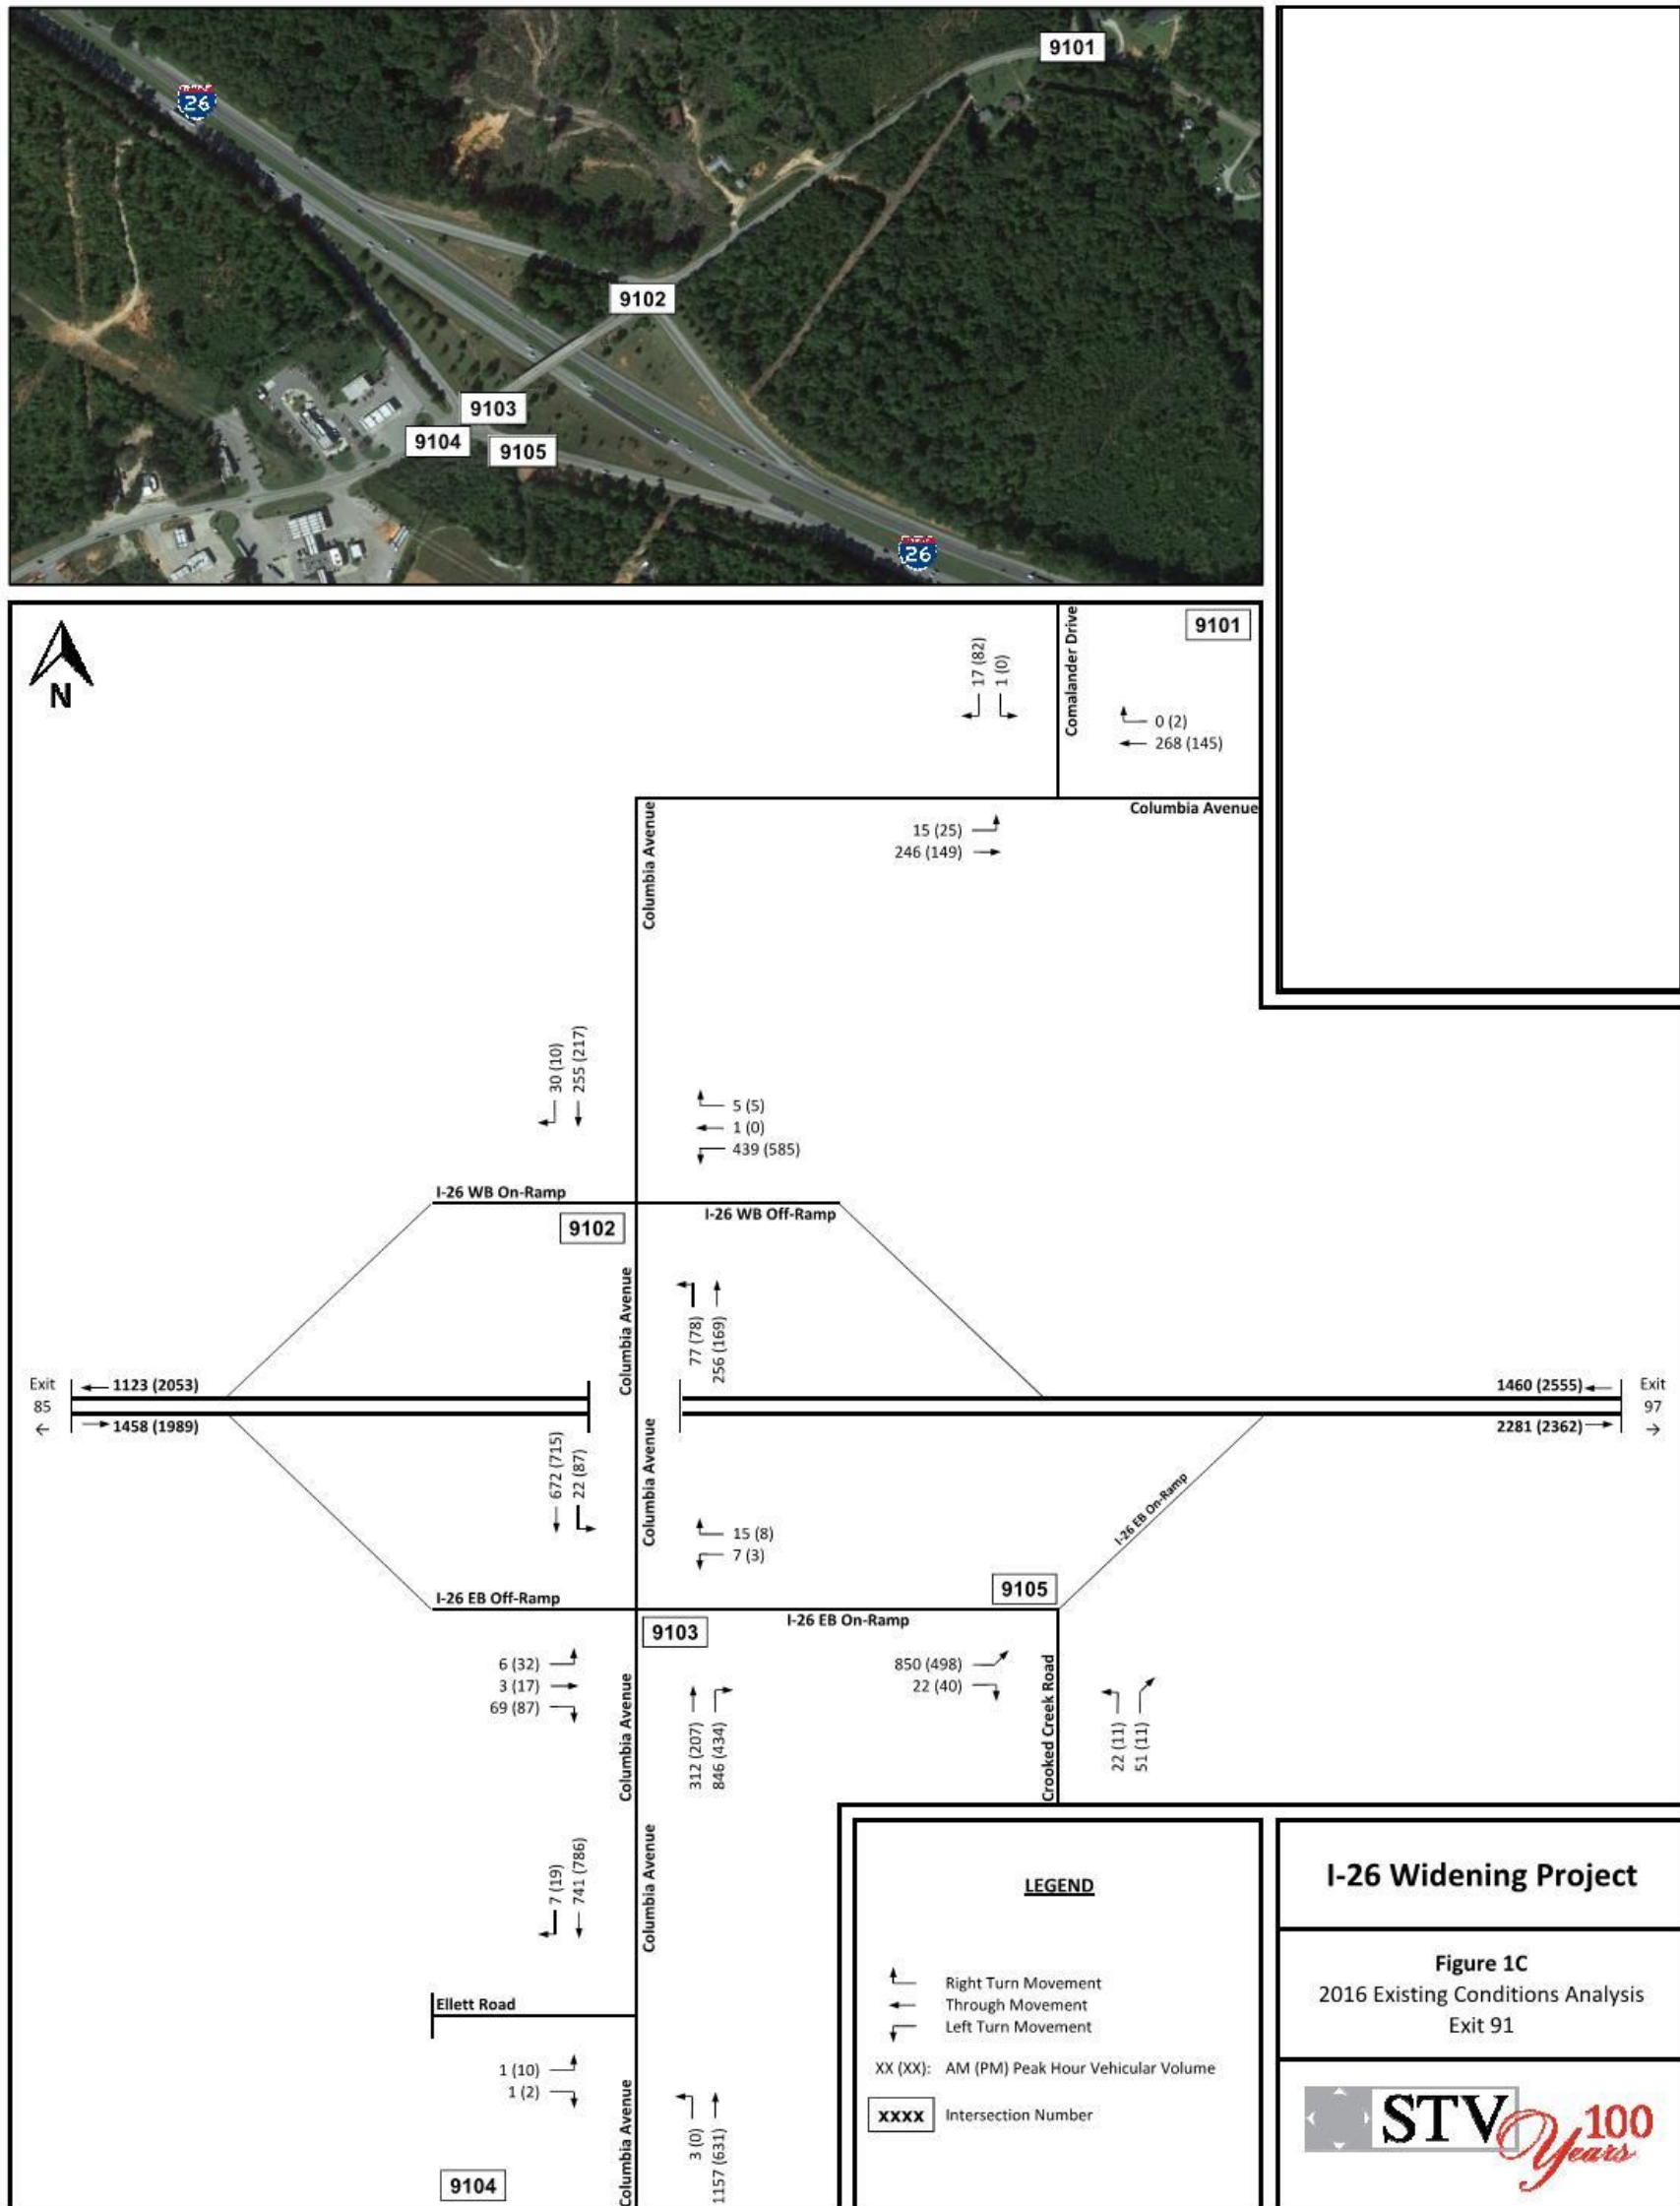 9101
26
9102
9103
9104
9105
26
N
Comalander Drive
9101
17 (82)
1 (0)
0 (2)
268 (145)
Columbia Avenue
Columbia Avenue
15 (25)
246 (149)
30 (10)
255 (217)
5 (5)
1 (0)
439 (585)
I-26 WB On-Ramp
I-26 WB Off-Ramp
9102
Columbia Avenue
77 (78)
256 (169)
Exit
85
←
1123 (2053)
1458 (1989)
1460 (2555)
2281 (2362)
Exit
97
→
672 (715)
22 (87)
Columbia Avenue
15 (8)
7 (3)
I-26 EB On-Ramp
I-26 EB Off-Ramp
9105
I-26 EB On-Ramp
9103
6 (32)
3 (17)
69 (87)
Columbia Avenue
312 (207)
846 (434)
850 (498)
22 (40)
Crooked Creek Road
22 (11)
51 (11)
7 (19)
741 (786)
Columbia Avenue
Ellett Road
1 (10)
1 (2)
Columbia Avenue
3 (0)
1157 (631)
9104
LEGEND
Right Turn Movement
Through Movement
Left Turn Movement
XX (XX): AM (PM) Peak Hour Vehicular Volume
XXXX Intersection Number
I-26 Widening Project
Figure 1C
2016 Existing Conditions Analysis
Exit 91
STV 100
Years